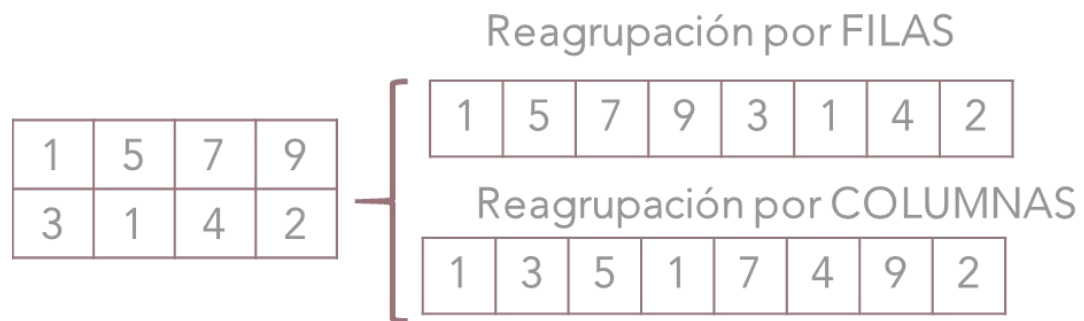 Reagrupación por FILAS
1 5 7 9 3 1 4 2
1 5 7 9
3 1 4 2
Reagrupación por COLUMNAS
1 3 5 1 7 4 9 2